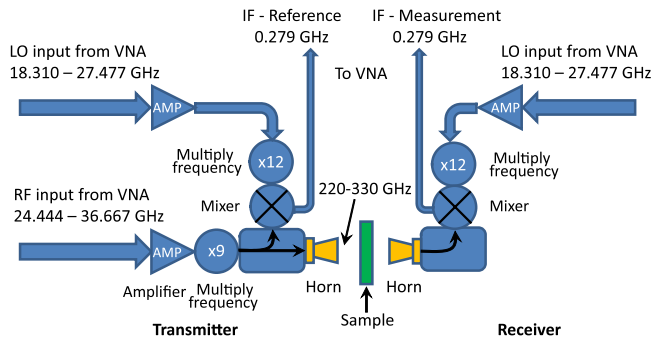 IF - Reference
0.279 GHz
IF - Measurement
0.279 GHz
LO input from VNA
18.310 – 27.477 GHz
To VNA
LO input from VNA
18.310 – 27.477 GHz
AMP
AMP
Multiply
frequency
x12
x12
Multiply
frequency
220-330 GHz
RF input from VNA
24.444 – 36.667 GHz
Mixer
Mixer
AMP
x9
Amplifier
Multiply
frequency
Horn
Horn
Sample
Transmitter
Receiver